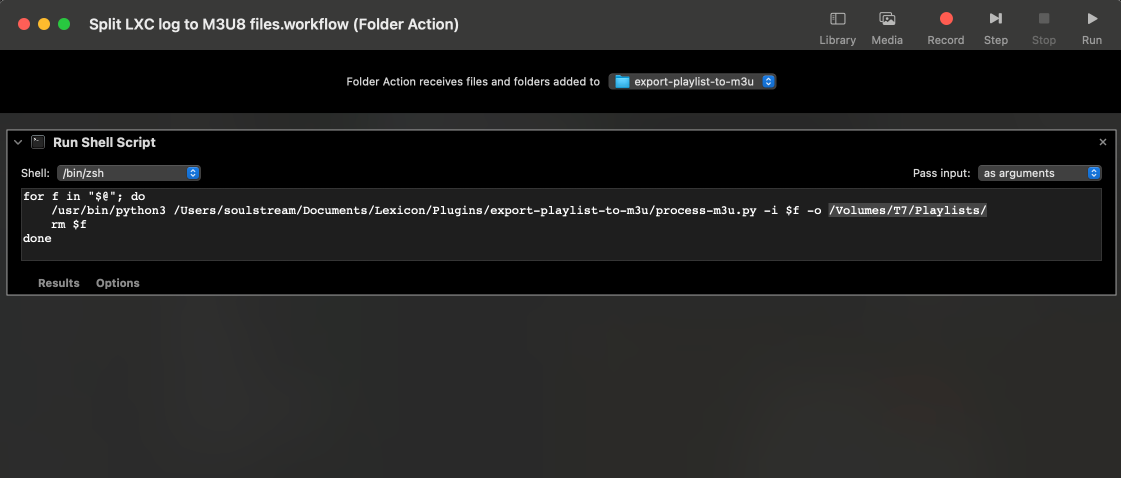 Split LXC log to M3U8 files.workflow (Folder Action)
Library
Media
Record
Step
Stop
Run
Folder Action receives files and folders added to
export-playlist-to-m3u
Run Shell Script
Shell:
/bin/zsh
Pass input:
as arguments
for f in "$@"; do
/usr/bin/python3 /Users/soulstream/Documents/Lexicon/Plugins/export-playlist-to-m3u/process-m3u.py -i $f -o /Volumes/T7/Playlists/
rm $f
done
Results
Options